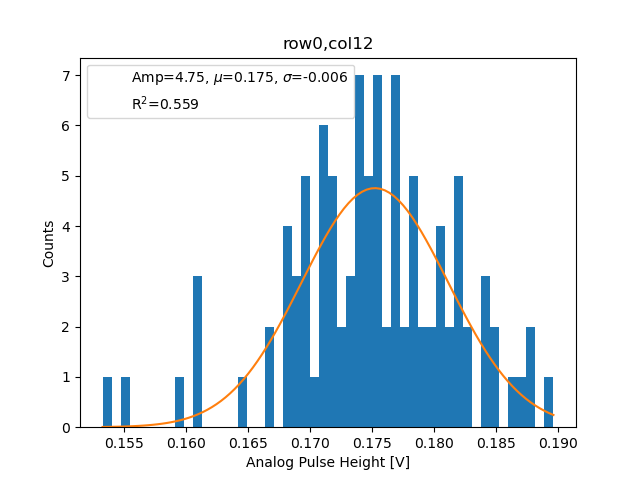 row0,col12
Amp=4.75, μ=0.175, σ=-0.006
R²=0.559
7
6
5
4
3
2
1
0
Counts
0.155 0.160 0.165 0.170 0.175 0.180 0.185 0.190
Analog Pulse Height [V]